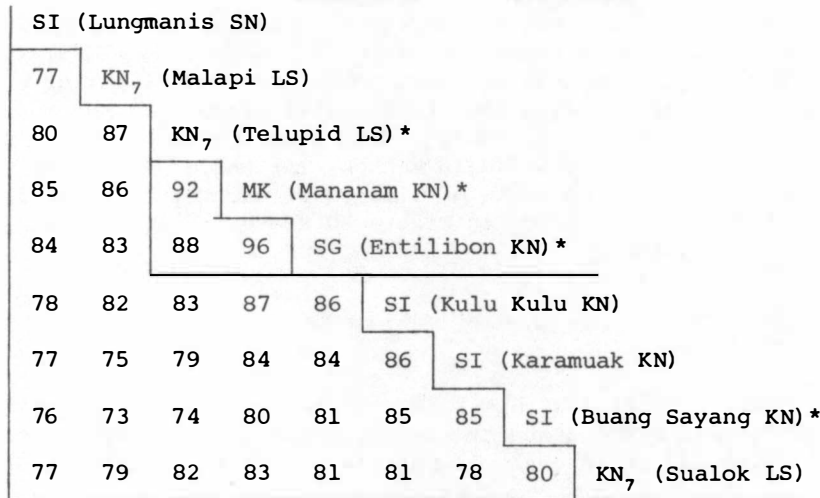 SI (Lungmanis SN)
77 KN₇ (Malapi LS)
80 87 KN₇ (Telupid LS)*
85 86 92 MK (Mananam KN)*
84 83 88 96 SG (Entilibon KN)*
78 82 83 87 86 SI (Kulu Kulu KN)
77 75 79 84 84 86 SI (Karamuak KN)
76 73 74 80 81 85 85 SI (Buang Sayang KN)*
77 79 82 83 81 81 78 80 KN₇ (Sualok LS)